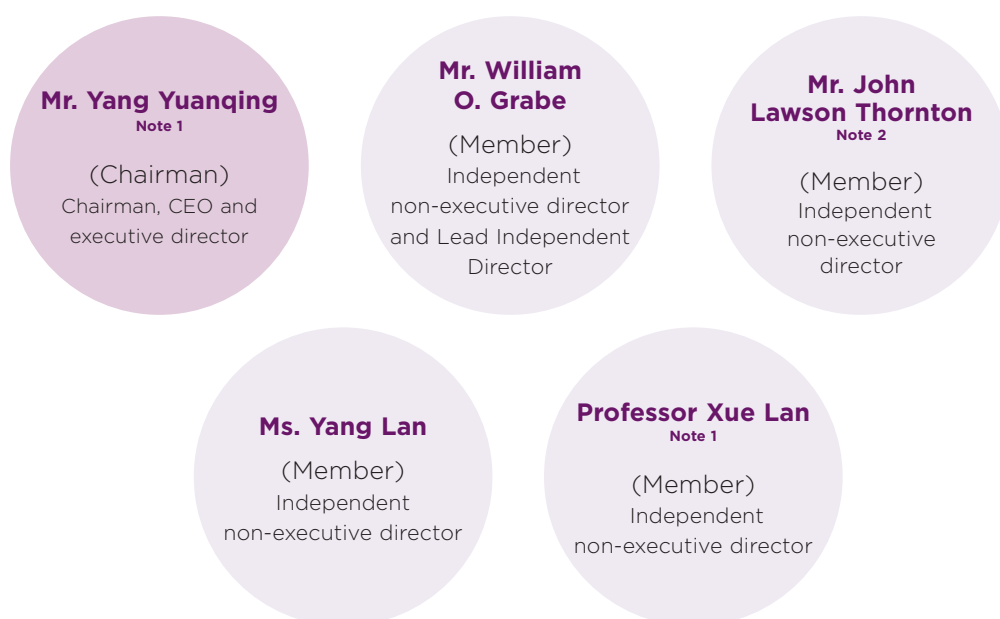 Mr. Yang Yuanqing
Note 1
(Chairman)
Chairman, CEO and
executive director
Mr. William
O. Grabe
(Member)
Independent
non-executive director
and Lead Independent
Director
Mr. John
Lawson Thornton
Note 2
(Member)
Independent
non-executive
director
Ms. Yang Lan
(Member)
Independent
non-executive director
Professor Xue Lan
Note 1
(Member)
Independent
non-executive director